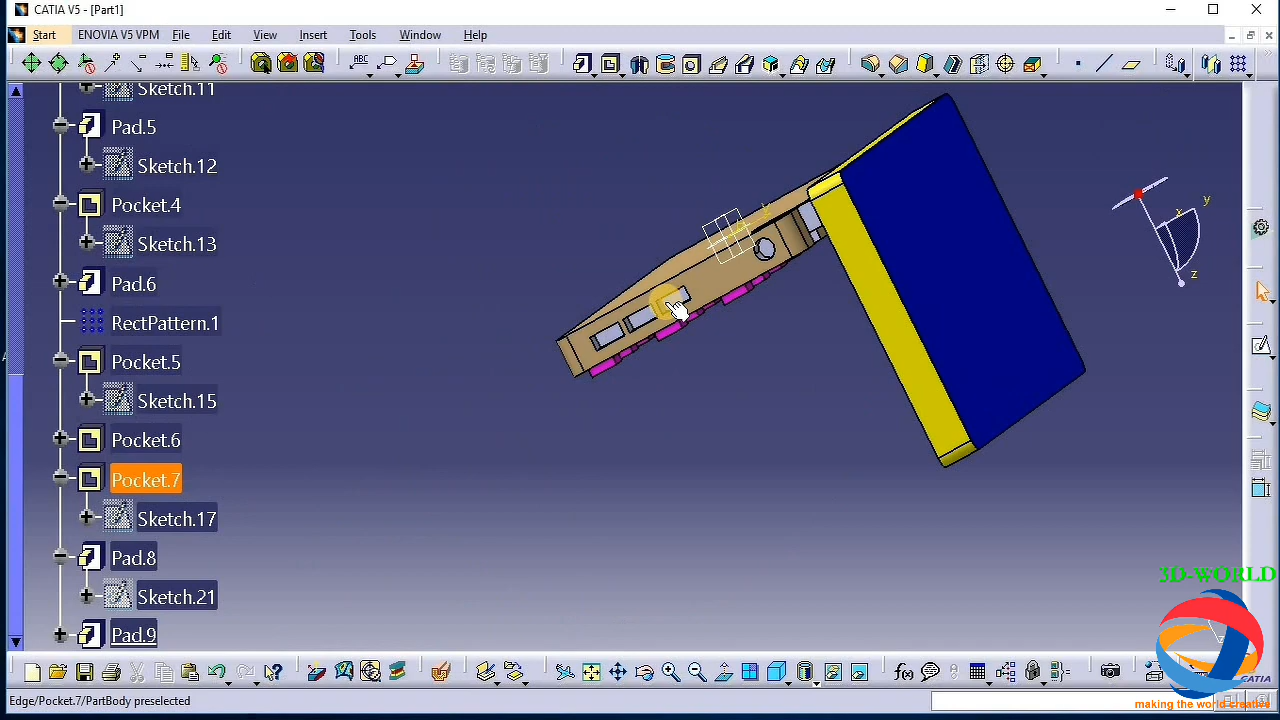 CATIA V5 - [Part1]
Start ENOVIA V5 VPM File Edit View Insert Tools Window Help
ABC
Sketch.11
Pad.5
Sketch.12
Pocket.4
Sketch.13
Pad.6
RectPattern.1
Pocket.5
Sketch.15
Pocket.6
Pocket.7
Sketch.17
Pad.8
Sketch.21
Pad.9
x
y
z
3D-WORLD
f(x)
CATIA
making the world creative
Edge/Pocket.7/PartBody preselected